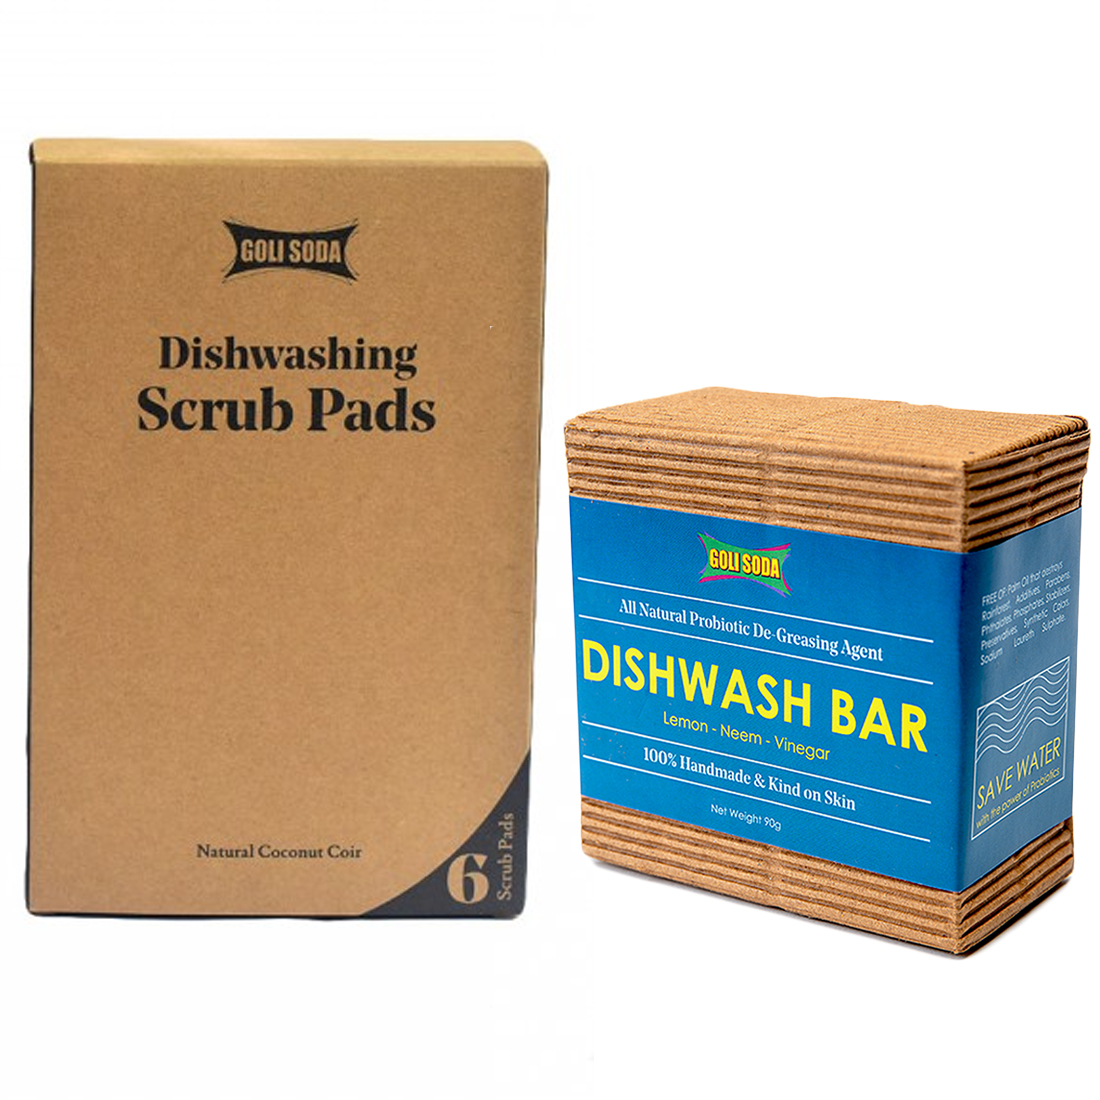 GOLI SODA
Dishwashing
Scrub Pads
Natural Coconut Coir
6
Scrub Pads
GOLI SODA
All Natural Probiotic De-Greasing Agent
DISHWASH BAR
Lemon - Neem - Vinegar
100% Handmade & Kind on Skin
Net Weight 90g
FREE OF: Palm Oil that destroys
Rainforest, Additives, Parabens,
Phthalates, Phosphates, Stabilizers,
Preservatives, Synthetic Colors,
Sodium Laureth Sulphate.
SAVE WATER
with the power of Probiotics